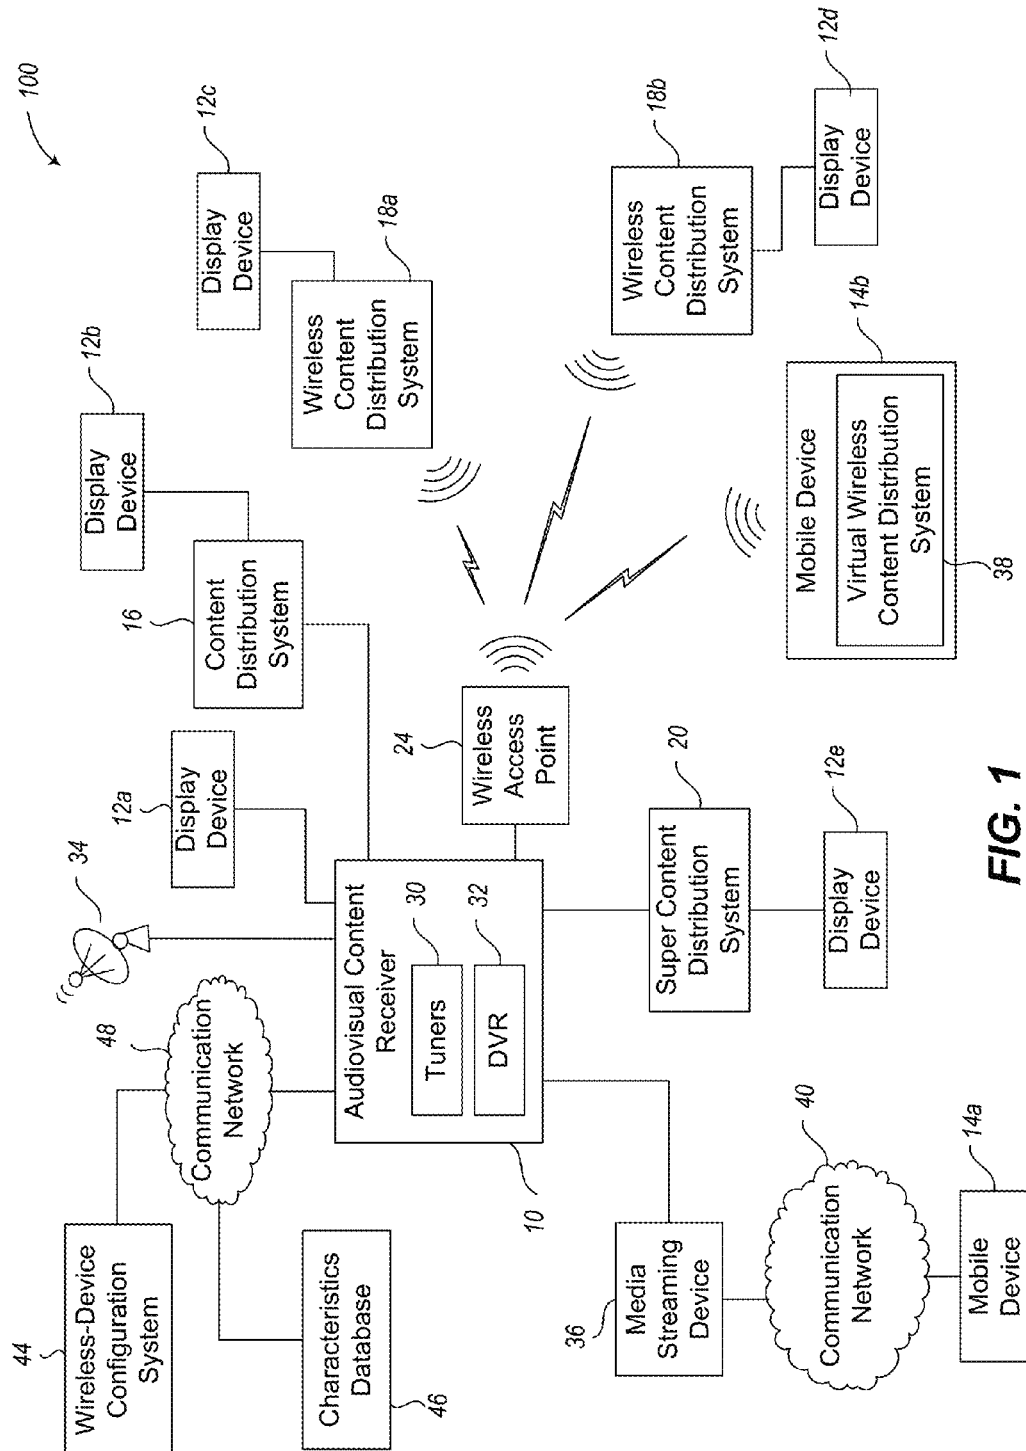 100
44
Wireless-Device
Configuration
System
48
Communication
Network
Characteristics
Database
46
34
12a
Display
Device
16
Content
Distribution
System
12b
Display
Device
12c
Display
Device
18a
Wireless
Content
Distribution
System
Audiovisual Content
Receiver
Tuners
30
DVR
32
10
24
Wireless
Access
Point
18b
Wireless
Content
Distribution
System
12d
Display
Device
14b
Mobile Device
Virtual Wireless
Content Distribution
System
38
36
Media
Streaming
Device
40
Communication
Network
14a
Mobile
Device
20
Super Content
Distribution
System
12e
Display
Device
FIG. 1